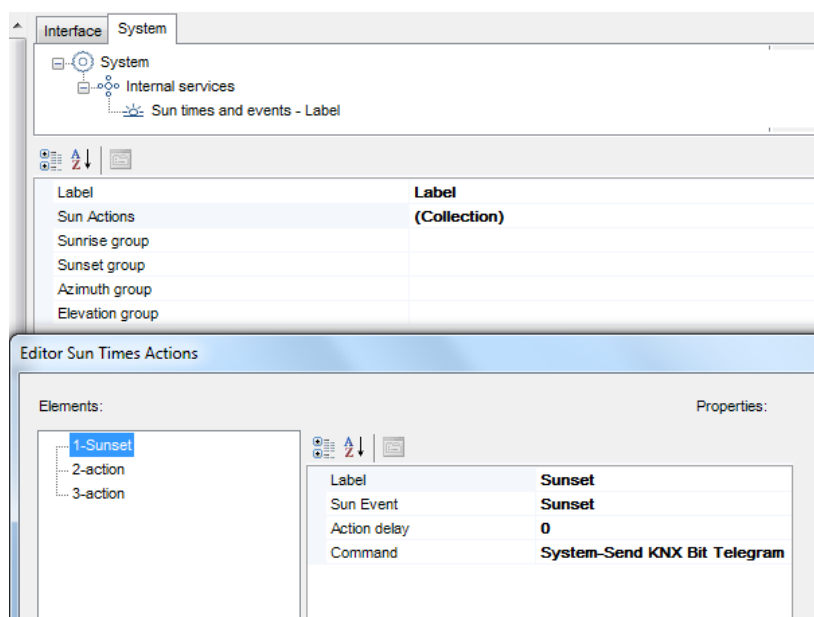 Interface System
System
Internal services
Sun times and events - Label
Label Label
Sun Actions (Collection)
Sunrise group
Sunset group
Azimuth group
Elevation group
Editor Sun Times Actions
Elements: Properties:
1-Sunset
2-action
3-action
Label Sunset
Sun Event Sunset
Action delay 0
Command System-Send KNX Bit Telegram